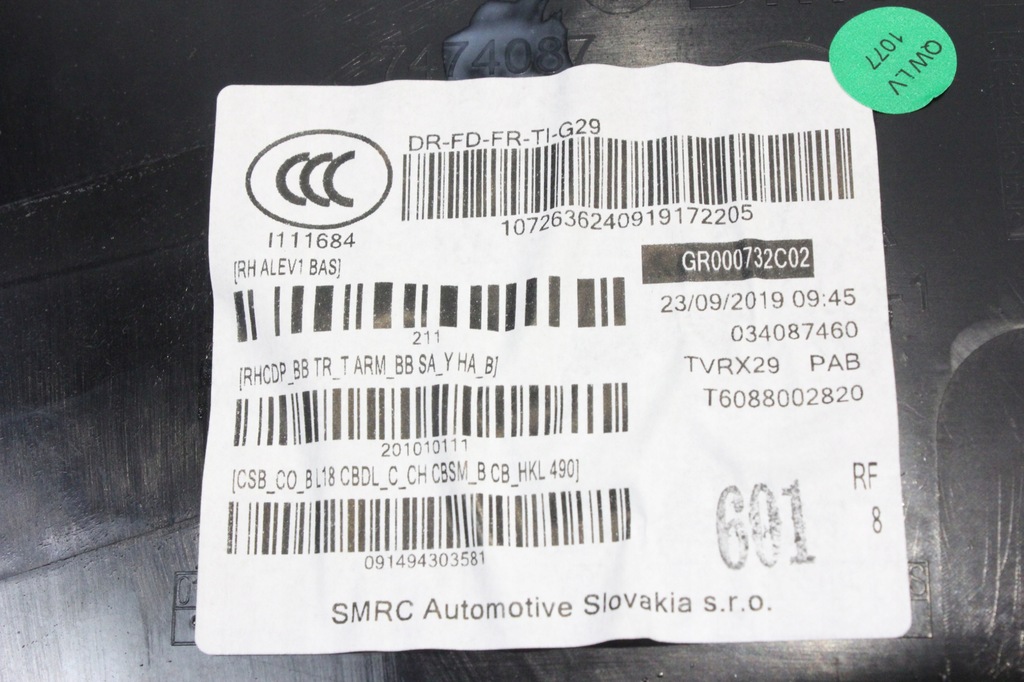 7474087
QWLV
1077
CCC
DR-FD-FR-TI-G29
1072636240919172205
I111684
[RH ALEV1 BAS]
GR000732C02
23/09/2019 09:45
211
034087460
[RHCDP_BB TR_T ARM_BB SA_Y HA_B]
TVRX29 PAB
T6088002820
201010111
[CSB_CO_B L18 CBDL_C_CH CBSM_B CB_HKL 490]
RF
8
601
091494303581
SMRC Automotive Slovakia s.r.o.